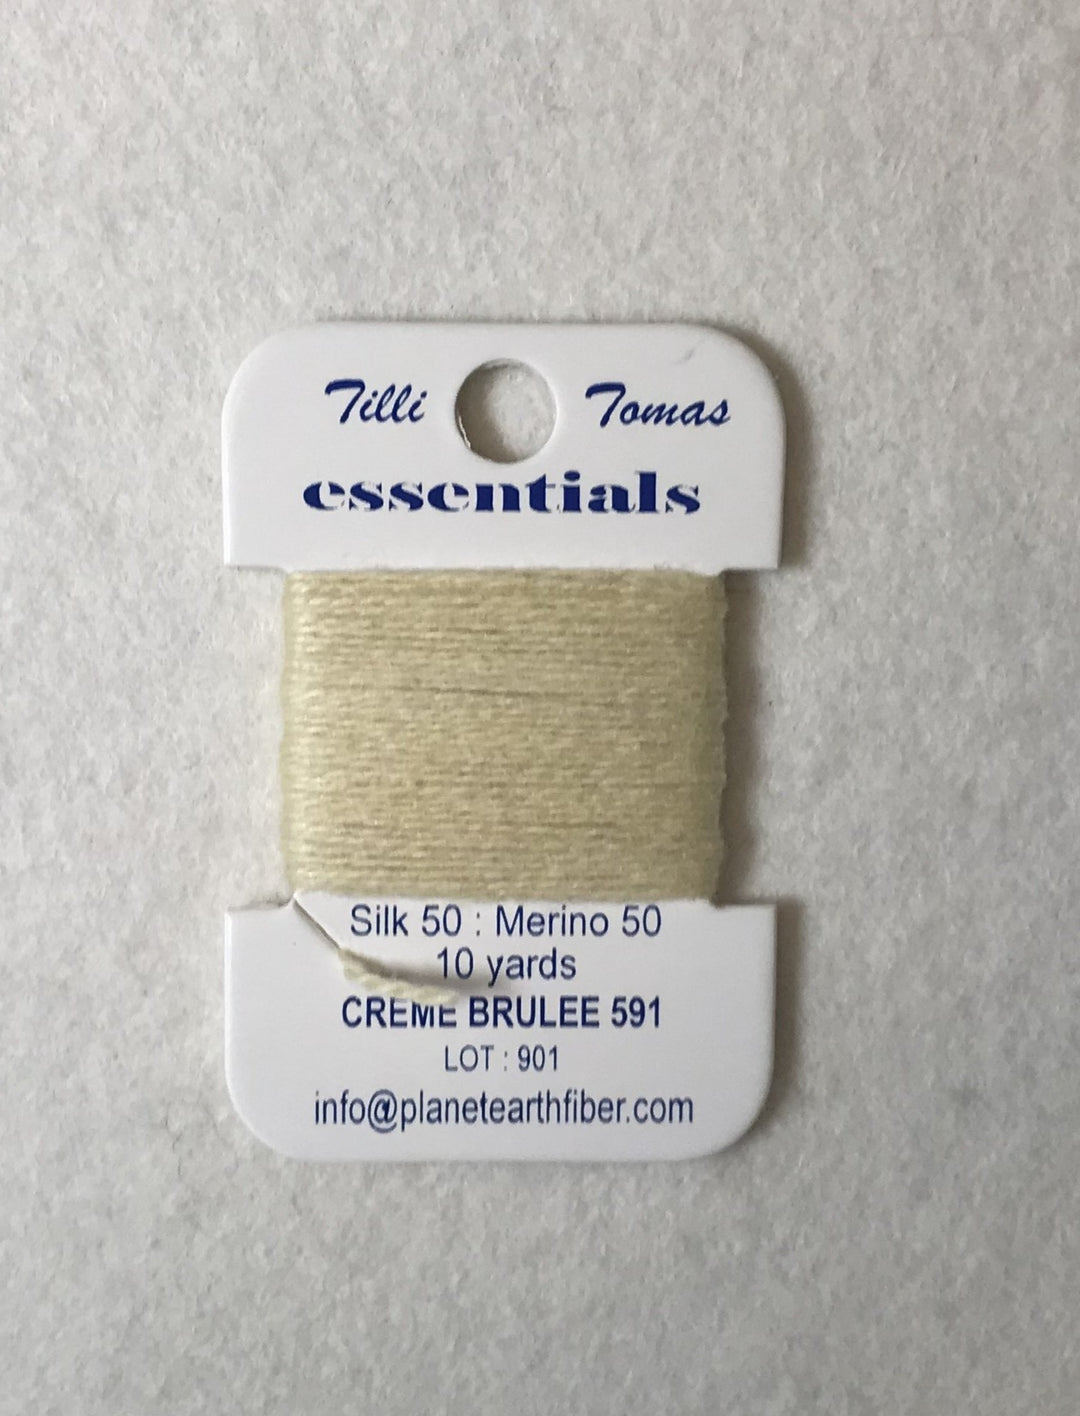 Tilli Tomas
essentials
Silk 50 : Merino 50
10 yards
CREME BRULEE 591
LOT : 901
info@planetearthfiber.com